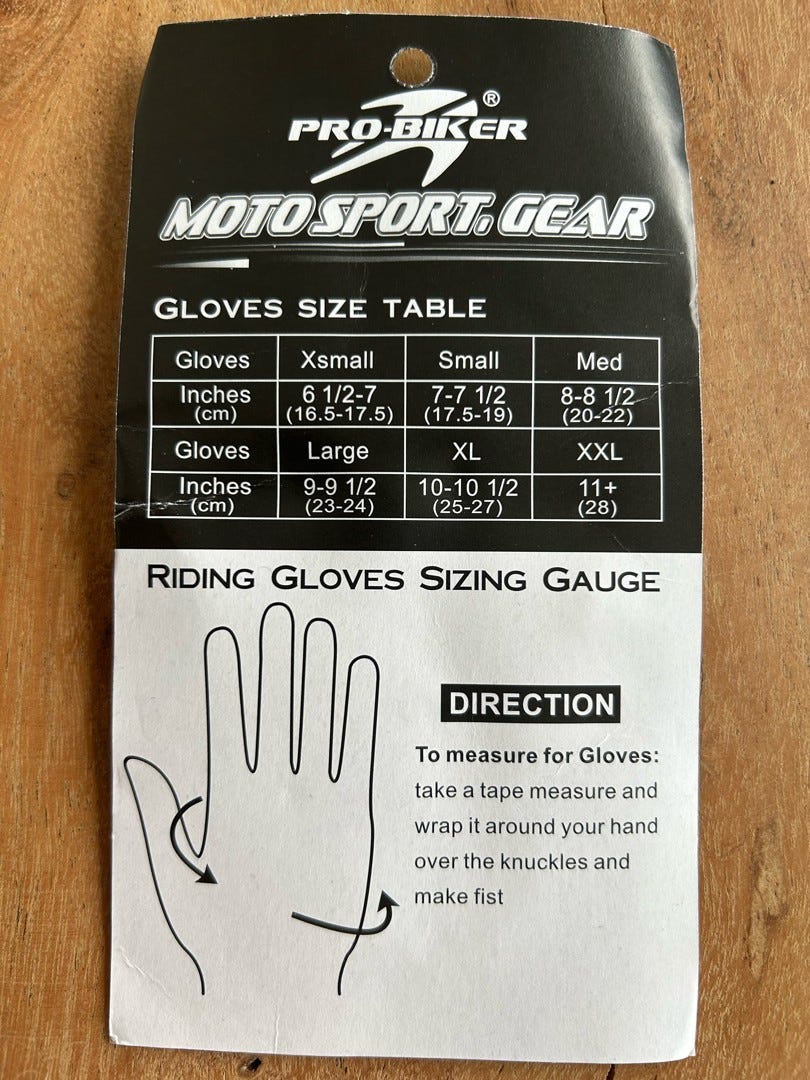 PRO-BIKER®
MOTO SPORT. GEAR
GLOVES SIZE TABLE
Gloves Xsmall Small Med
Inches 6 1/2-7 7-7 1/2 8-8 1/2
(cm) (16.5-17.5) (17.5-19) (20-22)
Gloves Large XL XXL
Inches 9-9 1/2 10-10 1/2 11+
(cm) (23-24) (25-27) (28)
RIDING GLOVES SIZING GAUGE
DIRECTION
To measure for Gloves:
take a tape measure and
wrap it around your hand
over the knuckles and
make fist